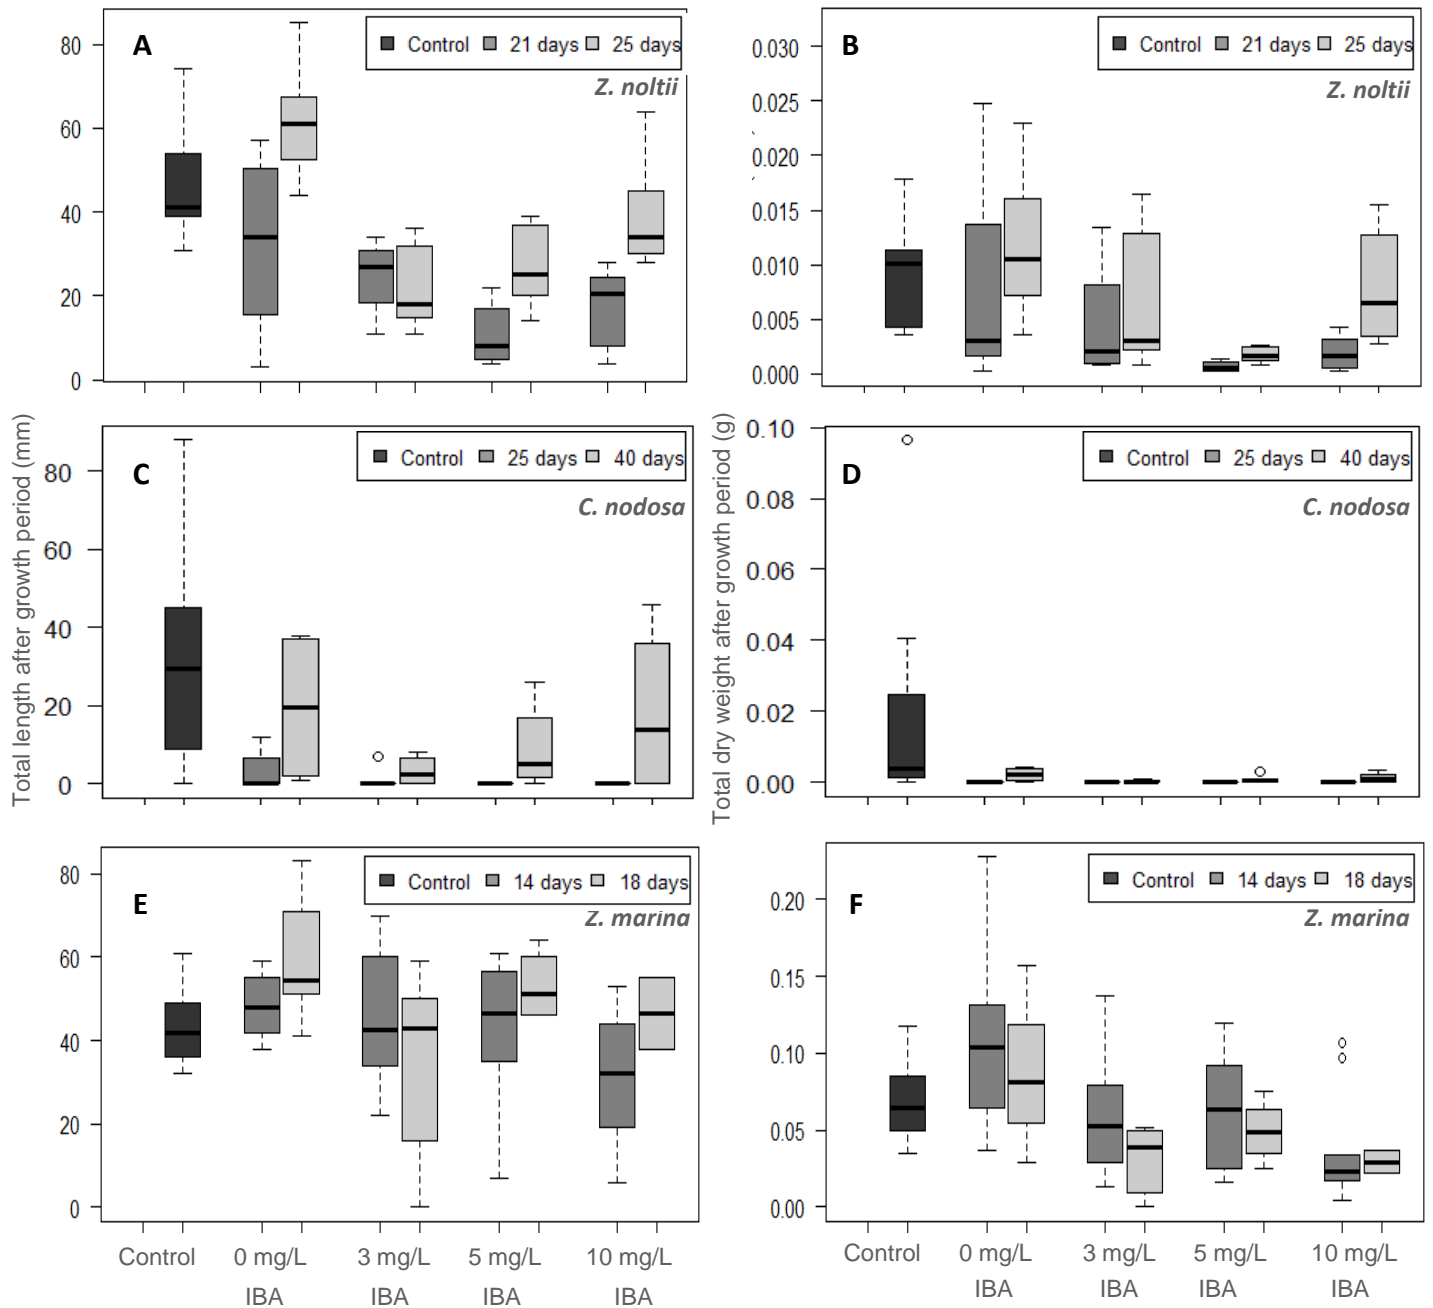 A
Control 21 days 25 days
Z. noltii
80
60
40
20
0
B
Control 21 days 25 days
Z. noltii
0.030
0.025
0.020
0.015
0.010
0.005
0.000
Total length after growth period (mm)
C
Control 25 days 40 days
C. nodosa
80
60
40
20
0
Total dry weight after growth period (g)
D
Control 25 days 40 days
C. nodosa
0.10
0.08
0.06
0.04
0.02
0.00
E
Control 14 days 18 days
Z. marina
80
60
40
20
0
F
Control 14 days 18 days
Z. marina
0.20
0.15
0.10
0.05
0.00
Control 0 mg/L 3 mg/L 5 mg/L 10 mg/L
IBA IBA IBA IBA
Control 0 mg/L 3 mg/L 5 mg/L 10 mg/L
IBA IBA IBA IBA